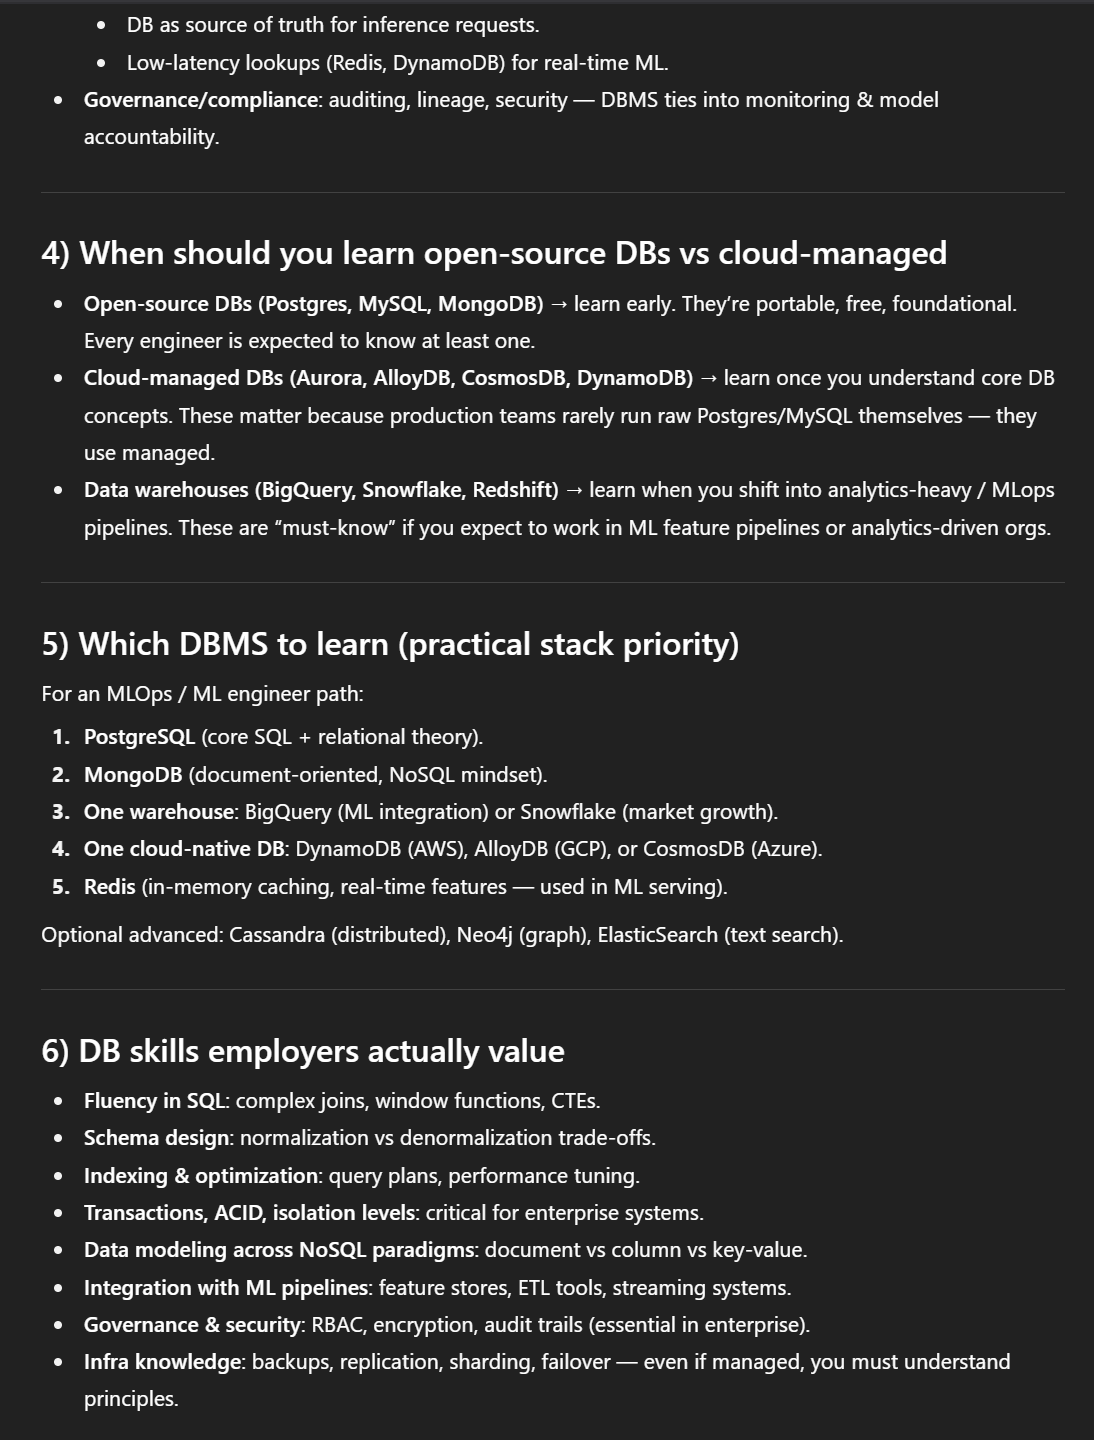 • DB as source of truth for inference requests.
• Low-latency lookups (Redis, DynamoDB) for real-time ML.
• Governance/compliance: auditing, lineage, security — DBMS ties into monitoring & model
accountability.
4) When should you learn open-source DBs vs cloud-managed
• Open-source DBs (Postgres, MySQL, MongoDB) → learn early. They’re portable, free, foundational.
Every engineer is expected to know at least one.
• Cloud-managed DBs (Aurora, AlloyDB, CosmosDB, DynamoDB) → learn once you understand core DB
concepts. These matter because production teams rarely run raw Postgres/MySQL themselves — they
use managed.
• Data warehouses (BigQuery, Snowflake, Redshift) → learn when you shift into analytics-heavy / MLops
pipelines. These are “must-know” if you expect to work in ML feature pipelines or analytics-driven orgs.
5) Which DBMS to learn (practical stack priority)
For an MLOps / ML engineer path:
1. PostgreSQL (core SQL + relational theory).
2. MongoDB (document-oriented, NoSQL mindset).
3. One warehouse: BigQuery (ML integration) or Snowflake (market growth).
4. One cloud-native DB: DynamoDB (AWS), AlloyDB (GCP), or CosmosDB (Azure).
5. Redis (in-memory caching, real-time features — used in ML serving).
Optional advanced: Cassandra (distributed), Neo4j (graph), ElasticSearch (text search).
6) DB skills employers actually value
• Fluency in SQL: complex joins, window functions, CTEs.
• Schema design: normalization vs denormalization trade-offs.
• Indexing & optimization: query plans, performance tuning.
• Transactions, ACID, isolation levels: critical for enterprise systems.
• Data modeling across NoSQL paradigms: document vs column vs key-value.
• Integration with ML pipelines: feature stores, ETL tools, streaming systems.
• Governance & security: RBAC, encryption, audit trails (essential in enterprise).
• Infra knowledge: backups, replication, sharding, failover — even if managed, you must understand
principles.